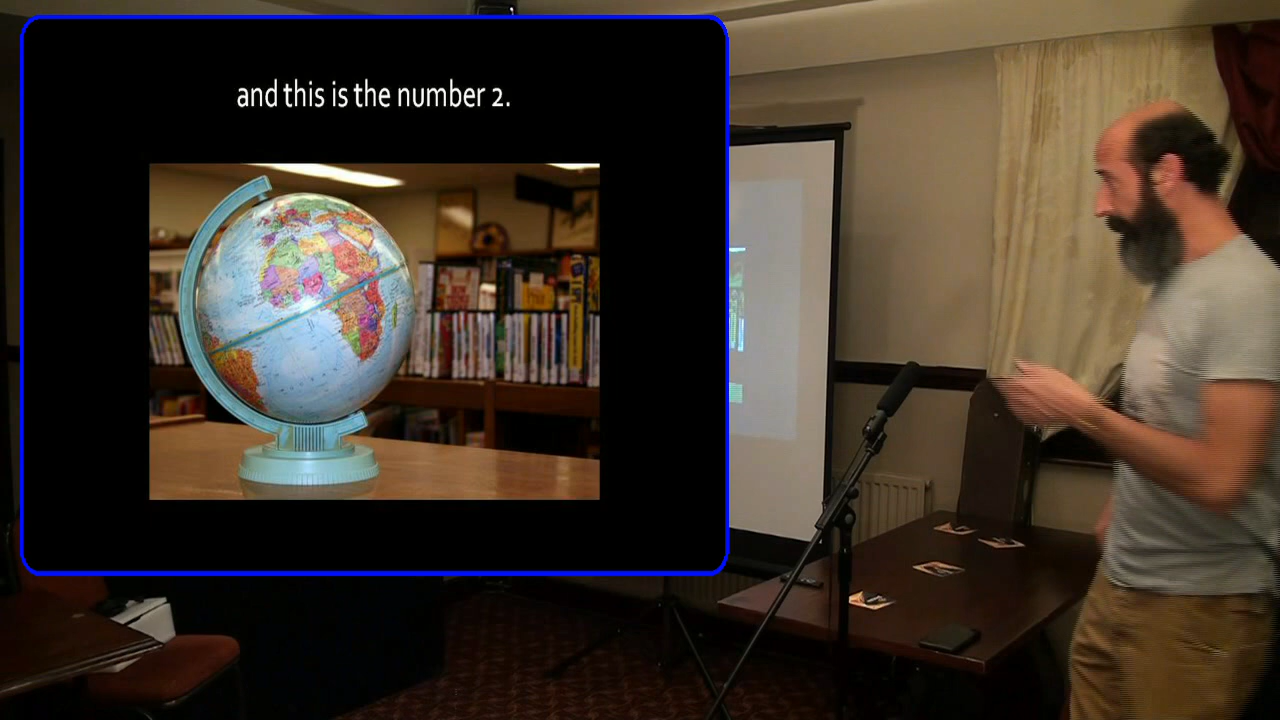 and this is the number 2.